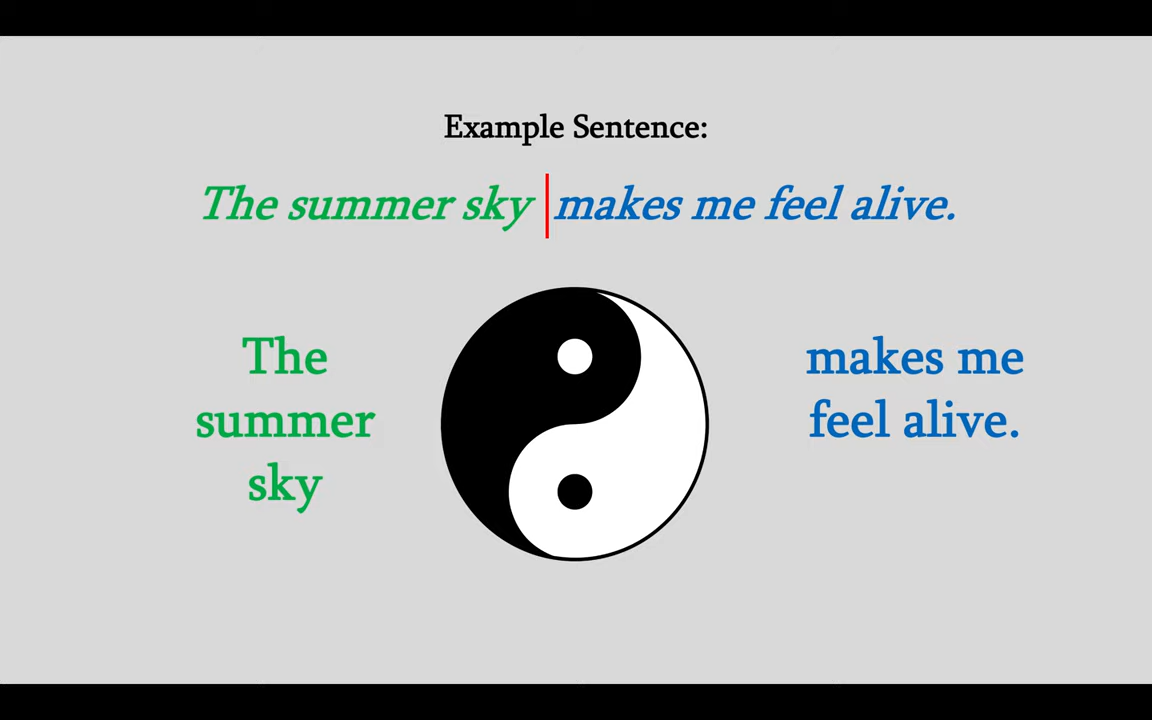 Example Sentence:
The summer sky makes me feel alive.
The
summer
sky
makes me
feel alive.